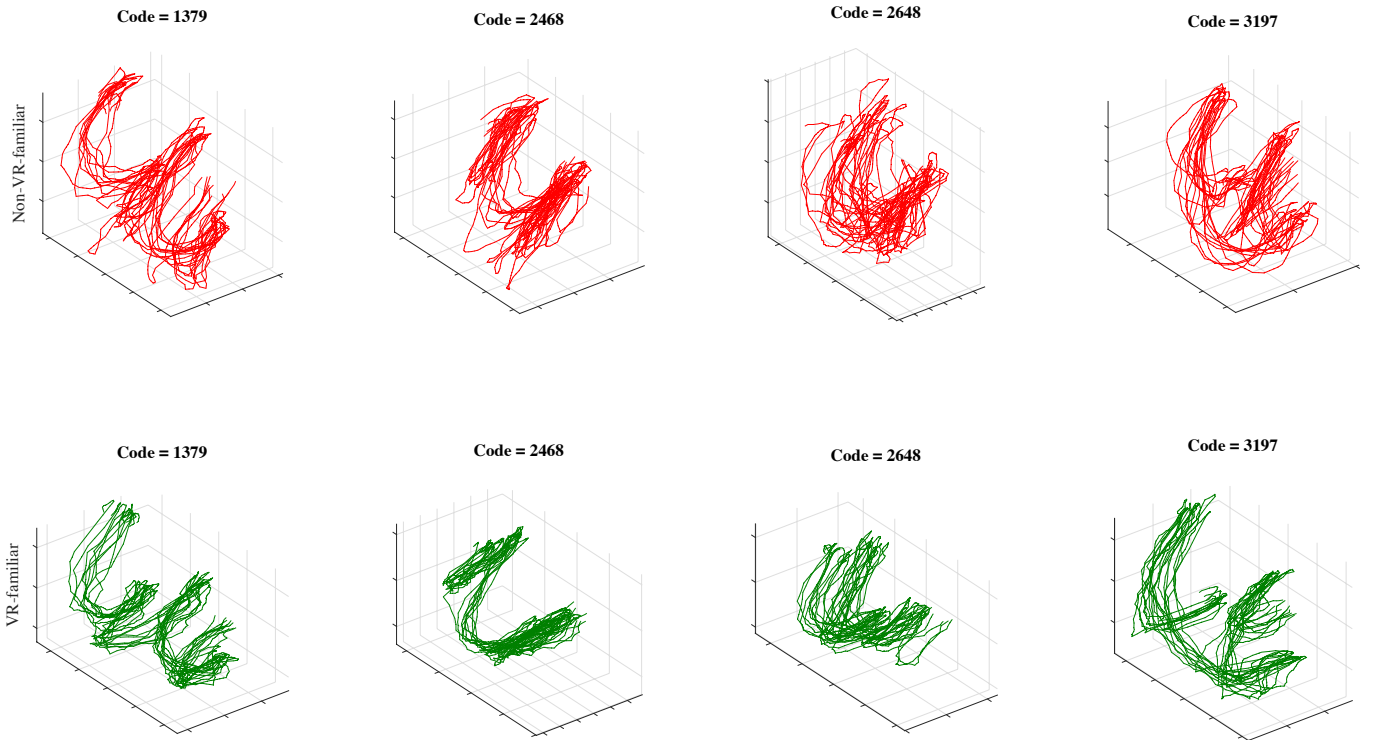 Code = 1379
Code = 2468
Code = 2648
Code = 3197
Non-VR-familiar
Code = 1379
Code = 2468
Code = 2648
Code = 3197
VR-familiar